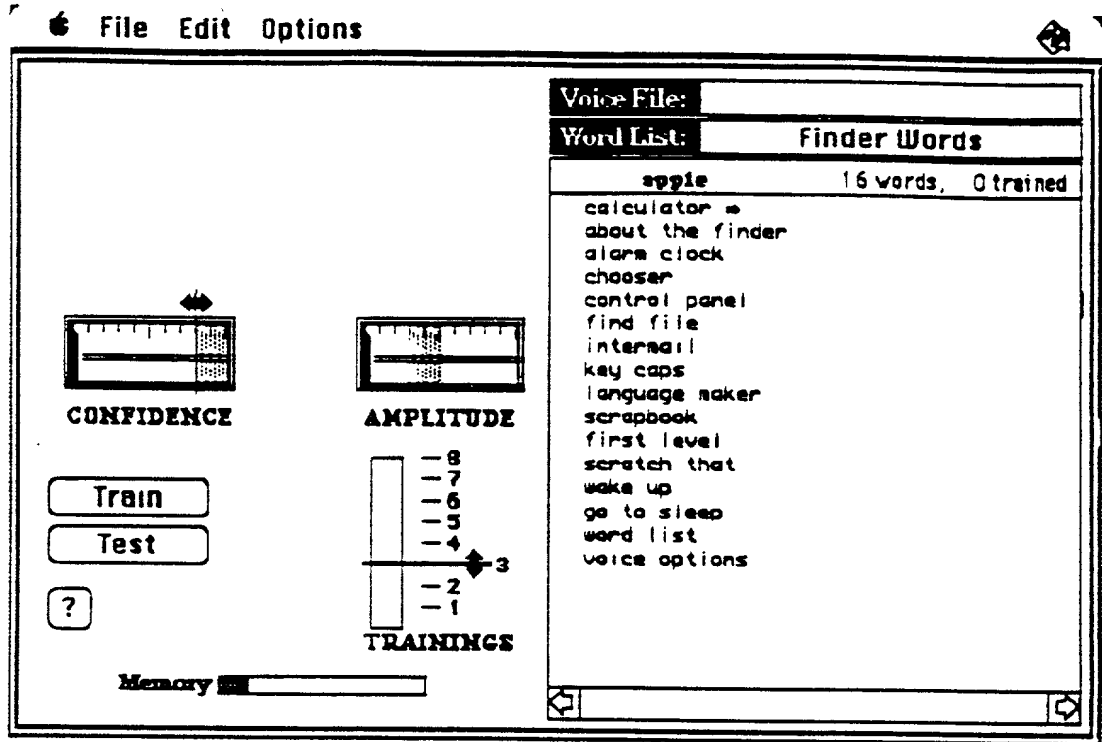 File Edit Options
Voice File:
Word List: Finder Words
apple 16 words, 0 trained
calculator ⇒
about the finder
alarm clock
chooser
control panel
find file
intermail
key caps
language maker
scrapbook
first level
scratch that
wake up
go to sleep
word list
voice options
CONFIDENCE
AMPLITUDE
Train
Test
?
8
7
6
5
4
3
2
1
TRAININGS
Memory